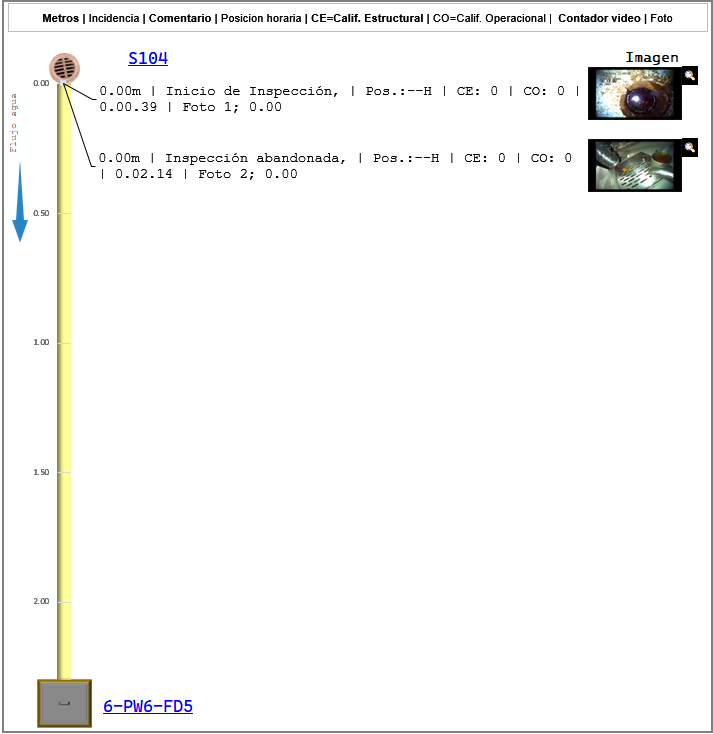 Metros | Incidencia | Comentario | Posicion horaria | CE=Calif. Estructural | CO=Calif. Operacional | Contador video | Foto
S104
Imagen
0.00
0.00m | Inicio de Inspección, | Pos.:--H | CE: 0 | CO: 0 |
0.00.39 | Foto 1; 0.00
Flujo agua
0.00m | Inspección abandonada, | Pos.:--H | CE: 0 | CO: 0
| 0.02.14 | Foto 2; 0.00
0.50
1.00
1.50
2.00
6-PW6-FD5